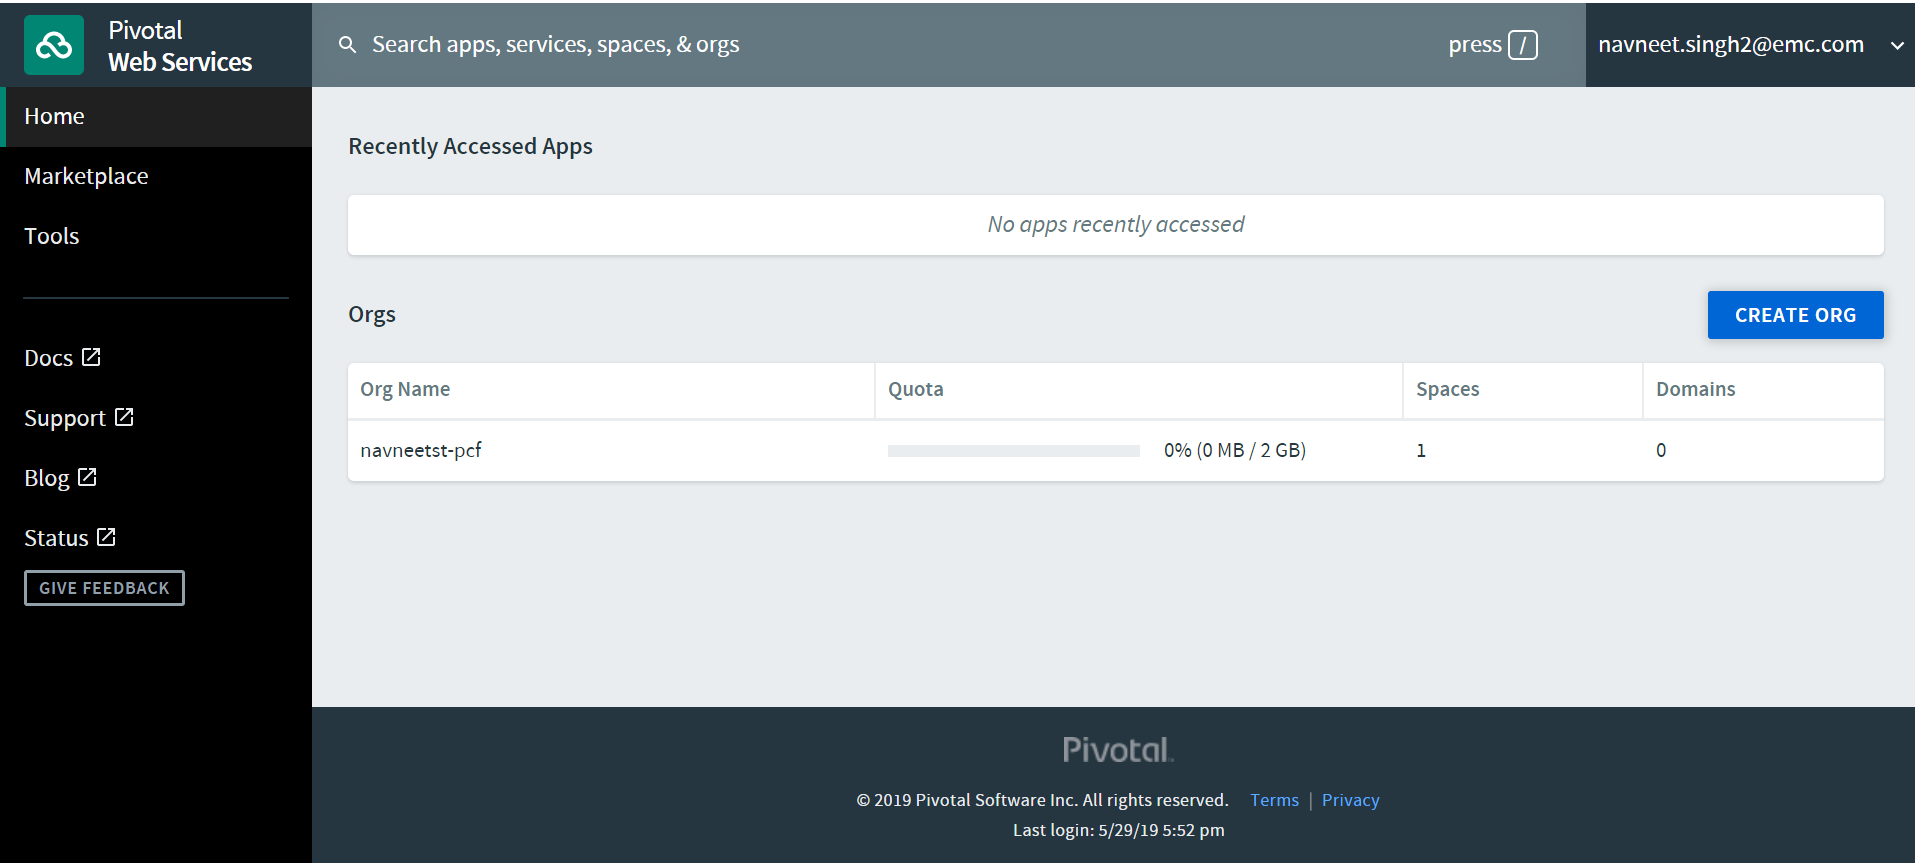 Pivotal
Web Services
Search apps, services, spaces, & orgs
press /
navneet.singh2@emc.com
Home
Marketplace
Tools
Docs
Support
Blog
Status
GIVE FEEDBACK
Recently Accessed Apps
No apps recently accessed
Orgs
CREATE ORG
Org Name Quota Spaces Domains
navneetst-pcf 0% (0 MB / 2 GB) 1 0
Pivotal
© 2019 Pivotal Software Inc. All rights reserved. Terms | Privacy
Last login: 5/29/19 5:52 pm